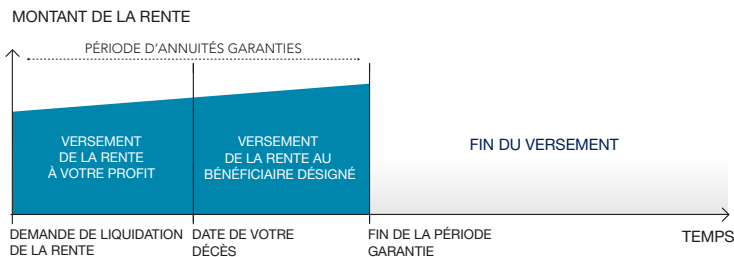 MONTANT DE LA RENTE
PÉRIODE D'ANNUITÉS GARANTIES
VERSEMENT
DE LA RENTE
À VOTRE PROFIT
VERSEMENT
DE LA RENTE AU
BÉNÉFICIAIRE DÉSIGNÉ
FIN DU VERSEMENT
DEMANDE DE LIQUIDATION
DE LA RENTE
DATE DE VOTRE
DÉCÈS
FIN DE LA PÉRIODE
GARANTIE
TEMPS